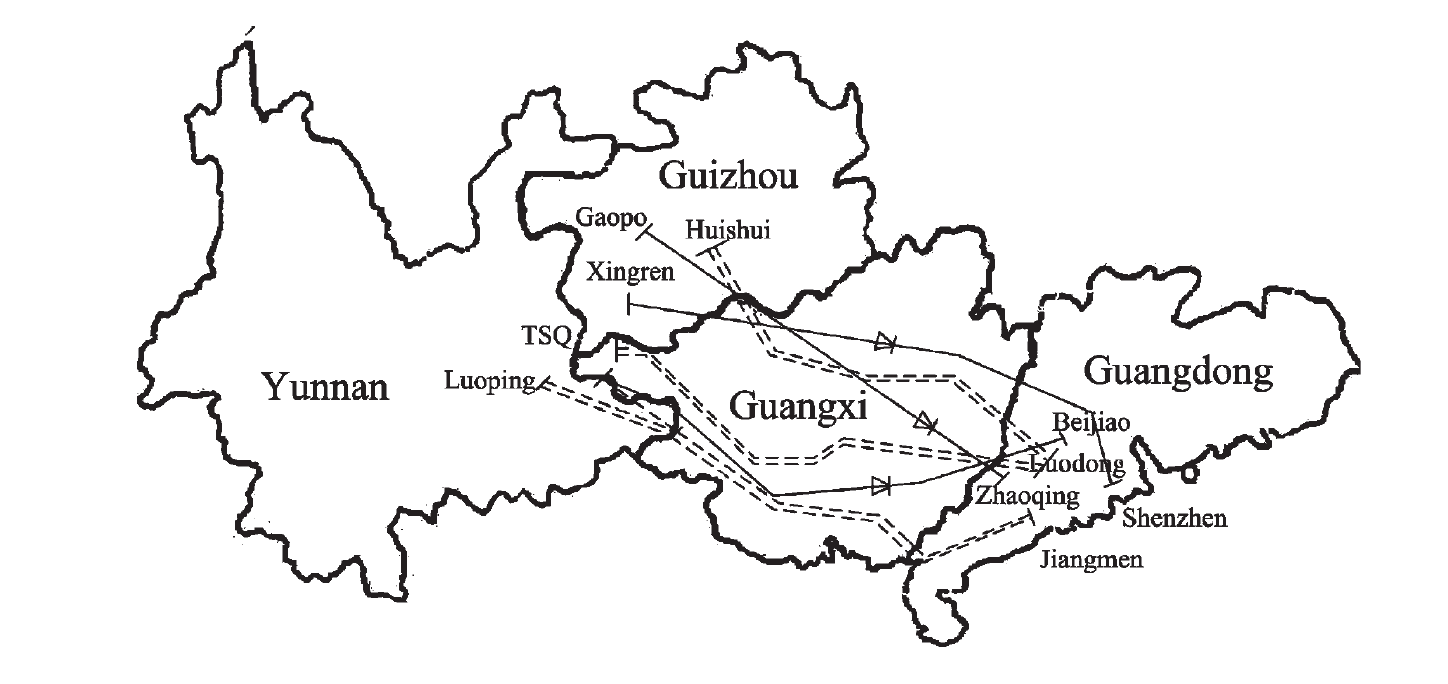 Guizhou
Gaopo
Huishui
Xingren
TSQ
Luoping
Yunnan
Guangxi
Guangdong
Beijiao
Luodong
Zhaoqing
Shenzhen
Jiangmen